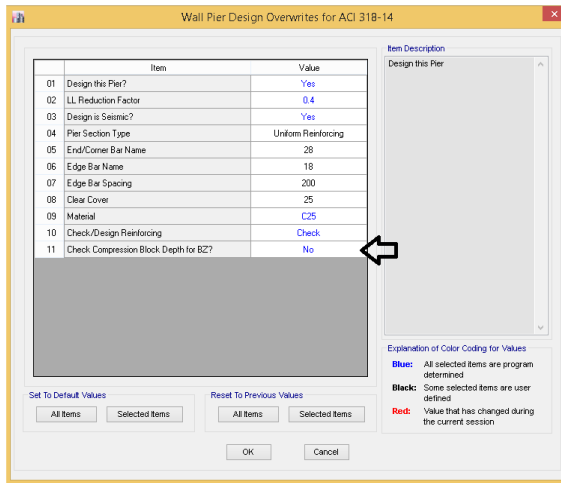 Wall Pier Design Overwrites for ACI 318-14
Item Value
01 Design this Pier? Yes
02 LL Reduction Factor 0.4
03 Design is Seismic? Yes
04 Pier Section Type Uniform Reinforcing
05 End/Corner Bar Name 28
06 Edge Bar Name 18
07 Edge Bar Spacing 200
08 Clear Cover 25
09 Material C25
10 Check/Design Reinforcing Check
11 Check Compression Block Depth for BZ? No
Item Description
Design this Pier
Explanation of Color Coding for Values
Blue: All selected items are program
determined
Black: Some selected items are user
defined
Red: Value that has changed during
the current session
Set To Default Values
All Items Selected Items
Reset To Previous Values
All Items Selected Items
OK Cancel